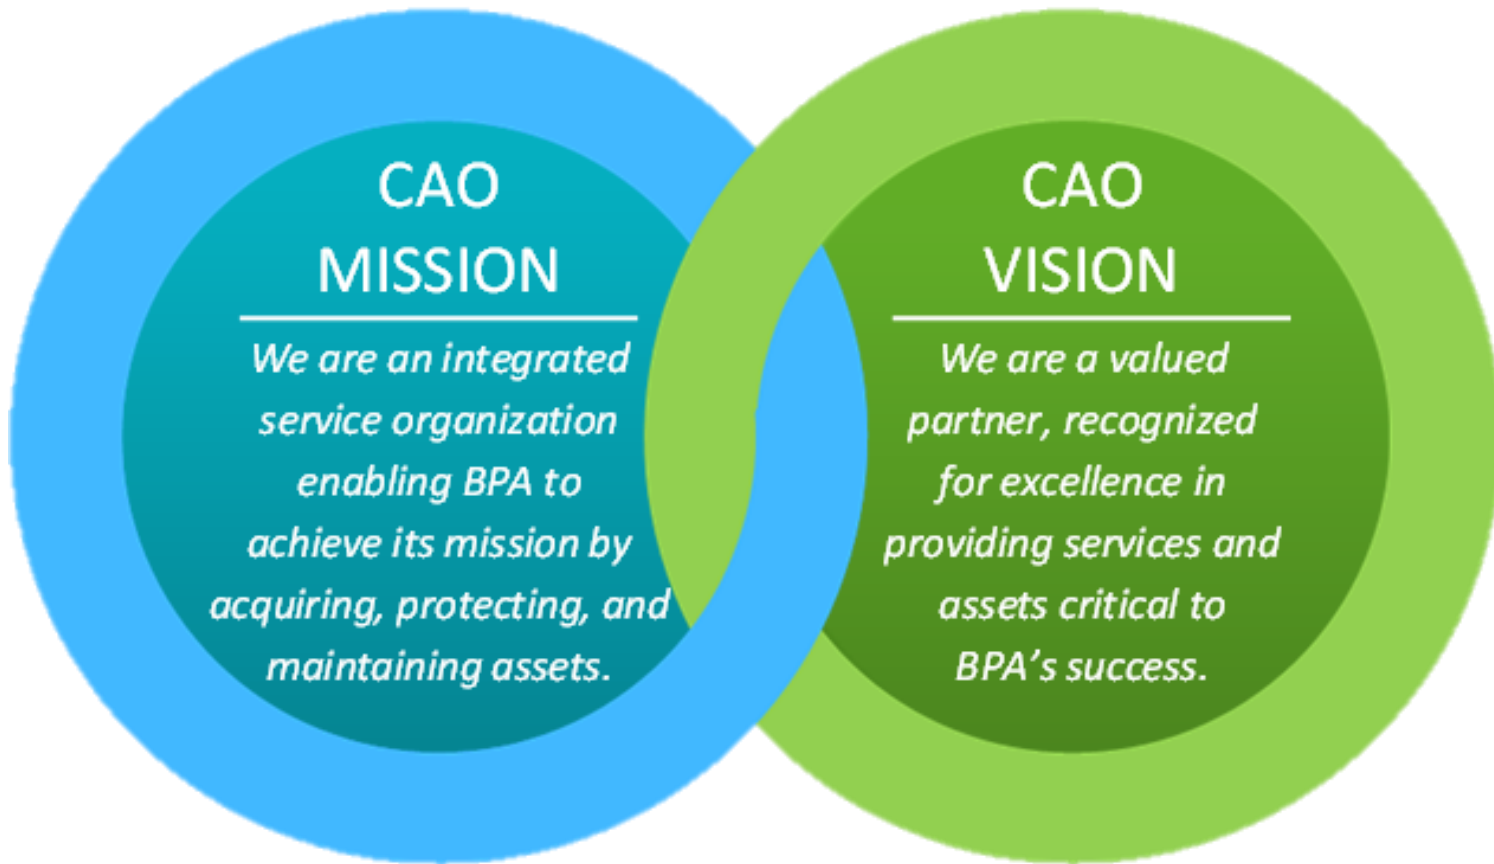 CAO
MISSION
We are an integrated
service organization
enabling BPA to
achieve its mission by
acquiring, protecting, and
maintaining assets.
CAO
VISION
We are a valued
partner, recognized
for excellence in
providing services and
assets critical to
BPA’s success.